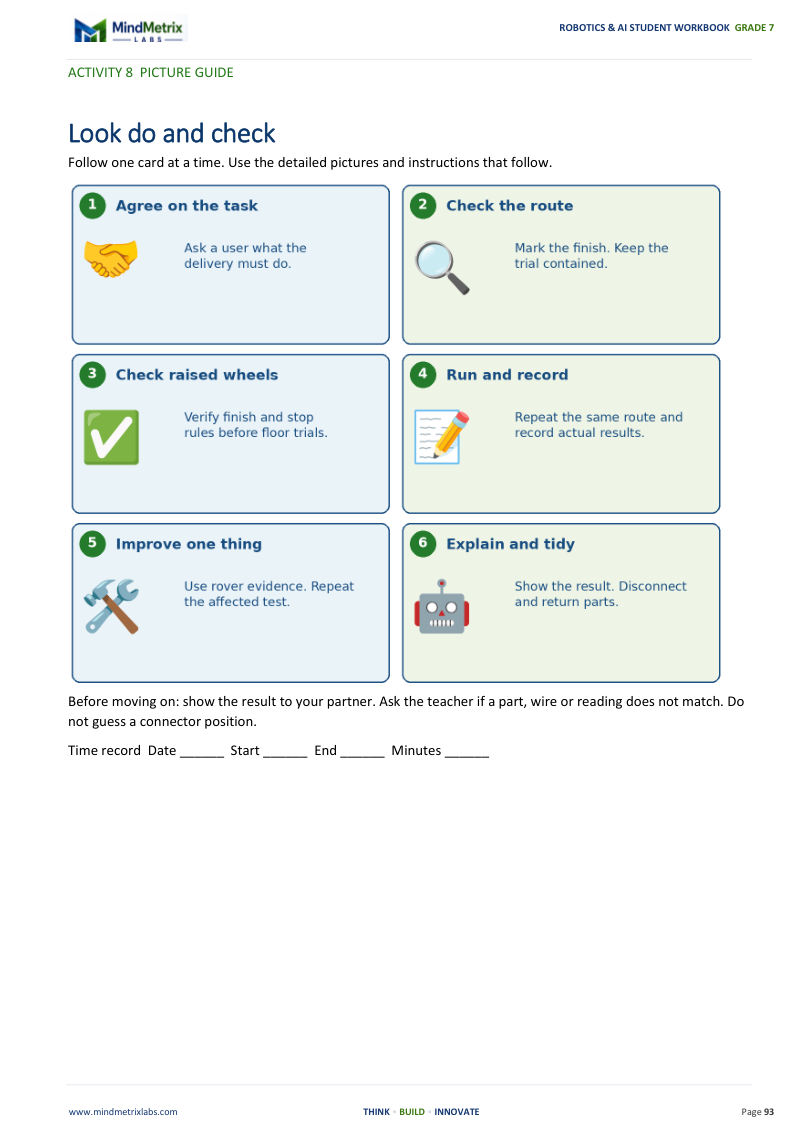 MindMetrix
LABS
ROBOTICS & AI STUDENT WORKBOOK GRADE 7
ACTIVITY 8 PICTURE GUIDE
Look do and check
Follow one card at a time. Use the detailed pictures and instructions that follow.
1 Agree on the task
Ask a user what the
delivery must do.
2 Check the route
Mark the finish. Keep the
trial contained.
3 Check raised wheels
Verify finish and stop
rules before floor trials.
4 Run and record
Repeat the same route and
record actual results.
5 Improve one thing
Use rover evidence. Repeat
the affected test.
6 Explain and tidy
Show the result. Disconnect
and return parts.
Before moving on: show the result to your partner. Ask the teacher if a part, wire or reading does not match. Do
not guess a connector position.
Time record Date ______ Start ______ End ______ Minutes ______
www.mindmetrixlabs.com
THINK • BUILD • INNOVATE
Page 93